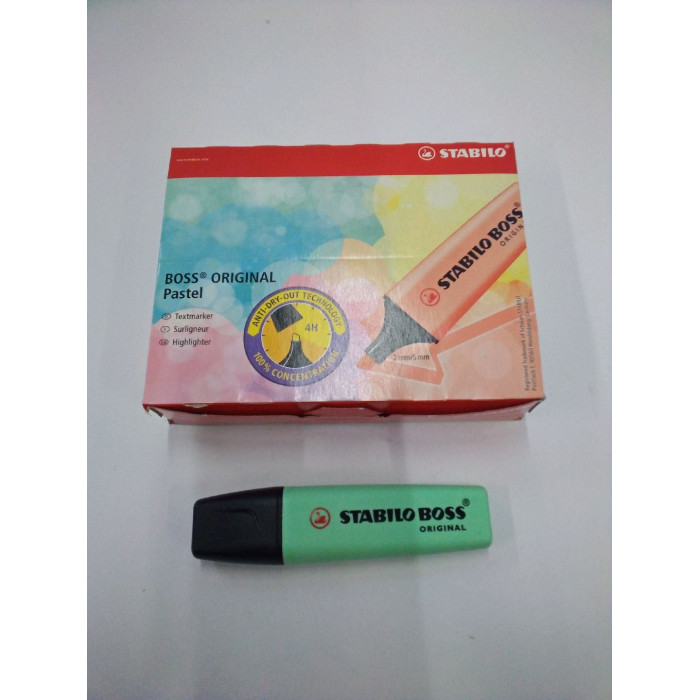 STABILO
BOSS® ORIGINAL
Pastel
Textmarker
Surligneur
Highlighter
ANTI-DRY-OUT TECHNOLOGY
4H
100% CONCENTRATION
STABILO BOSS®
ORIGINAL
2 mm/5 mm
STABILO BOSS®
ORIGINAL